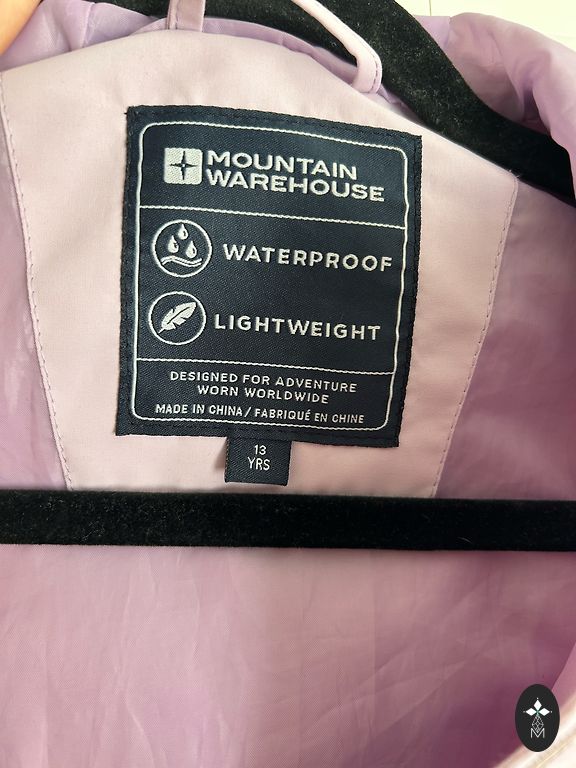 MOUNTAIN
WAREHOUSE
WATERPROOF
LIGHTWEIGHT
DESIGNED FOR ADVENTURE
WORN WORLDWIDE
MADE IN CHINA / FABRIQUÉ EN CHINE
13
YRS
M